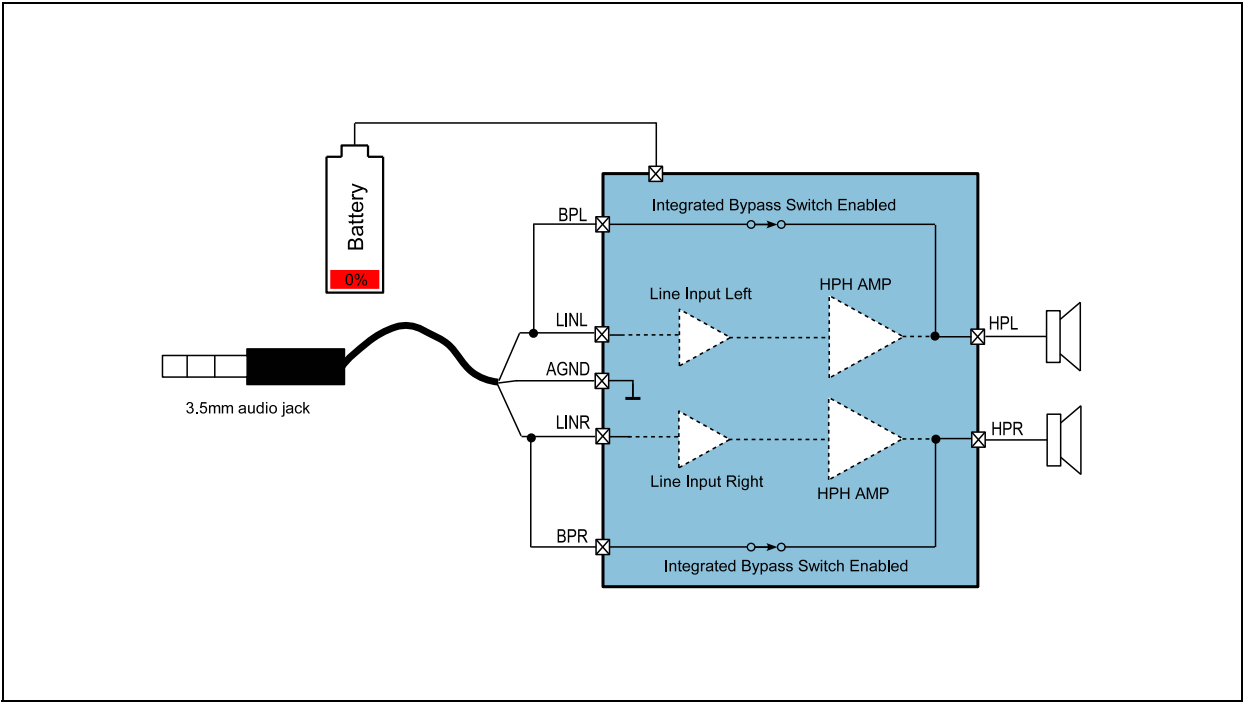 Battery
0%
3.5mm audio jack
BPL
LINL
AGND
LINR
BPR
Integrated Bypass Switch Enabled
Line Input Left
HPH AMP
Line Input Right
HPH AMP
Integrated Bypass Switch Enabled
HPL
HPR